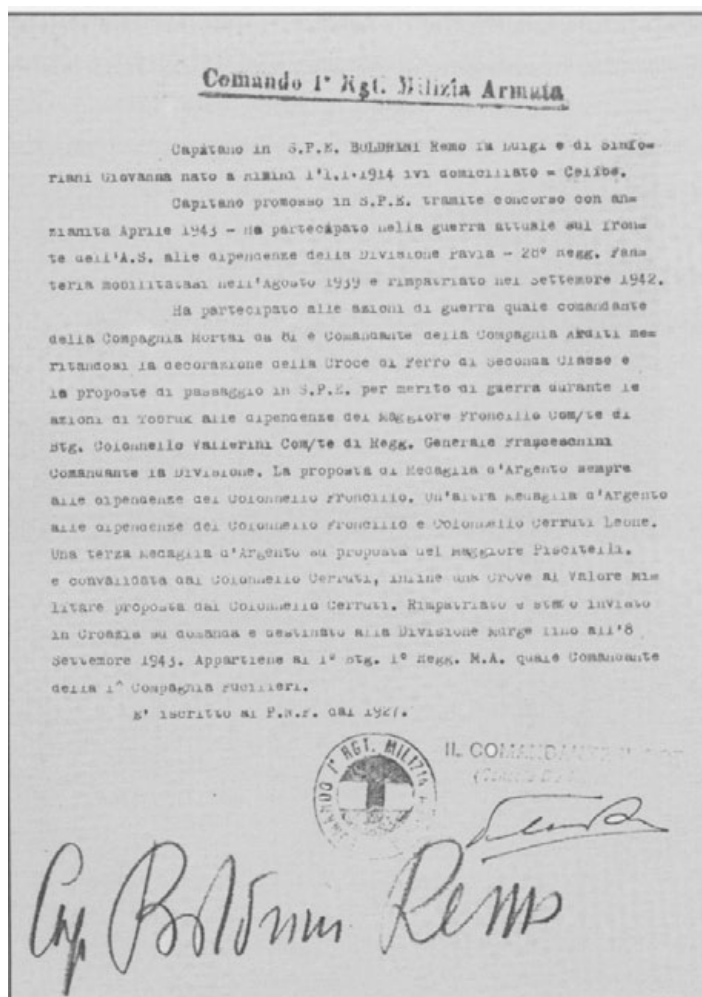 Comando 1° Rgt. Milizia Armata
Capitano in S.P.E. BOLDRINI Remo fu Luigi e di Sinfo=
riani Giovanna nato a Rimini l'1.1.1914 ivi domiciliato =
Capitano promosso in S.P.E. tramite concorso con an=
zianita Aprile 1943 - Ha partecipato nella guerra attuale sul fron=
te dell'A.S. alle dipendenze della Divisione Pavia - 28° Regg. Fan=
teria mobilitatasi nell'Agosto 1939 e rimpatriato nel Settembre 1942.
Ha partecipato alle azioni di guerra quale comandante
della Compagnia Mortai da 81 e Comandante della Compagnia Arditi me=
ritandosi la decorazione della Croce di Ferro di Seconda Classe e
la proposte di passaggio in S.P.E. per merito di guerra durante le
azioni di Tobruk alle dipendenze del Maggiore Froncillo Com/te di
Btg. Colonnello Vallerini Com/te di Regg. Generale Franceschini
Comandante la Divisione. La proposta di Medaglia d'Argento sempre
alle dipendenze del Colonnello Froncillo. Un'altra Medaglia d'Argento
alle dipendenze del Colonnello Froncillo e Colonnello Cerruti Leone.
Una terza Medaglia d'Argento su proposta del Maggiore Piscitelli.
e convalidata dal Colonnello Cerruti, infine una Crove al Valore Mi=
litare proposta dal Colonnello Cerruti. Rimpatriato e stato inviato
in Croazia su domanda e destinato alla Divisione Murge fino all'8
Settembre 1943. Appartiene al 1° Btg. 1° Regg. M.A. quale Comandante
della 1^ Compagnia Fucilieri.
E' iscritto al P.N.F. dal 1927.
COMANDO 1° RGT. MILIZIA
IL COMANDANTE
Cap. Boldrini Remo